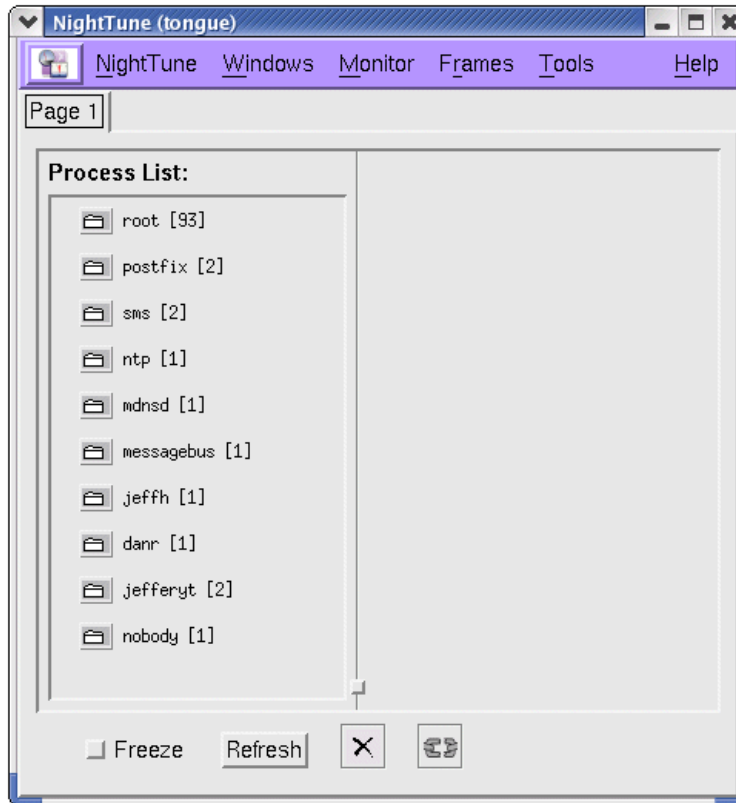 NightTune (tongue)
NightTune Windows Monitor Frames Tools Help
Page 1
Process List:
root [93]
postfix [2]
sms [2]
ntp [1]
mdnsd [1]
messagebus [1]
jeffh [1]
danr [1]
jefferyt [2]
nobody [1]
Freeze Refresh